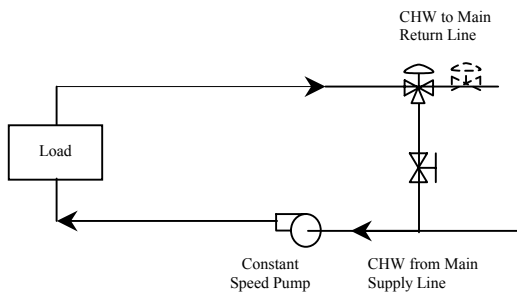 CHW to Main
Return Line
Load
Constant
Speed Pump
CHW from Main
Supply Line